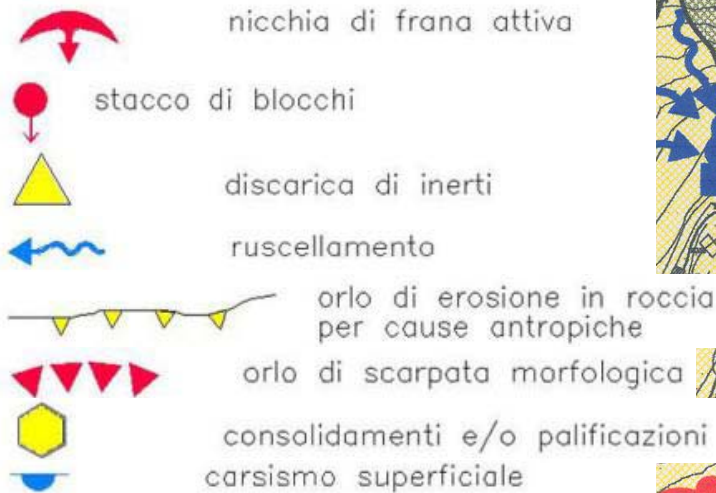 nicchia di frana attiva
stacco di blocchi
discarica di inerti
ruscellamento
orlo di erosione in roccia
per cause antropiche
orlo di scarpata morfologica
consolidamenti e/o palificazioni
carsismo superficiale